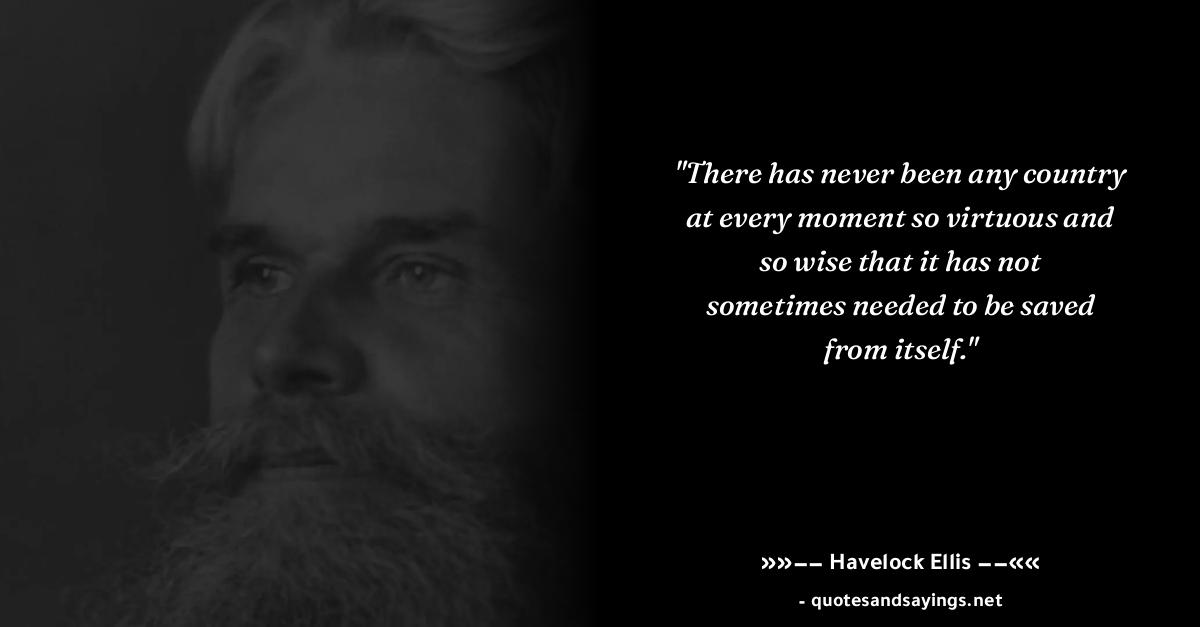 "There has never been any country
at every moment so virtuous and
so wise that it has not
sometimes needed to be saved
from itself."
»»–– Havelock Ellis ––««
- quotesandsayings.net